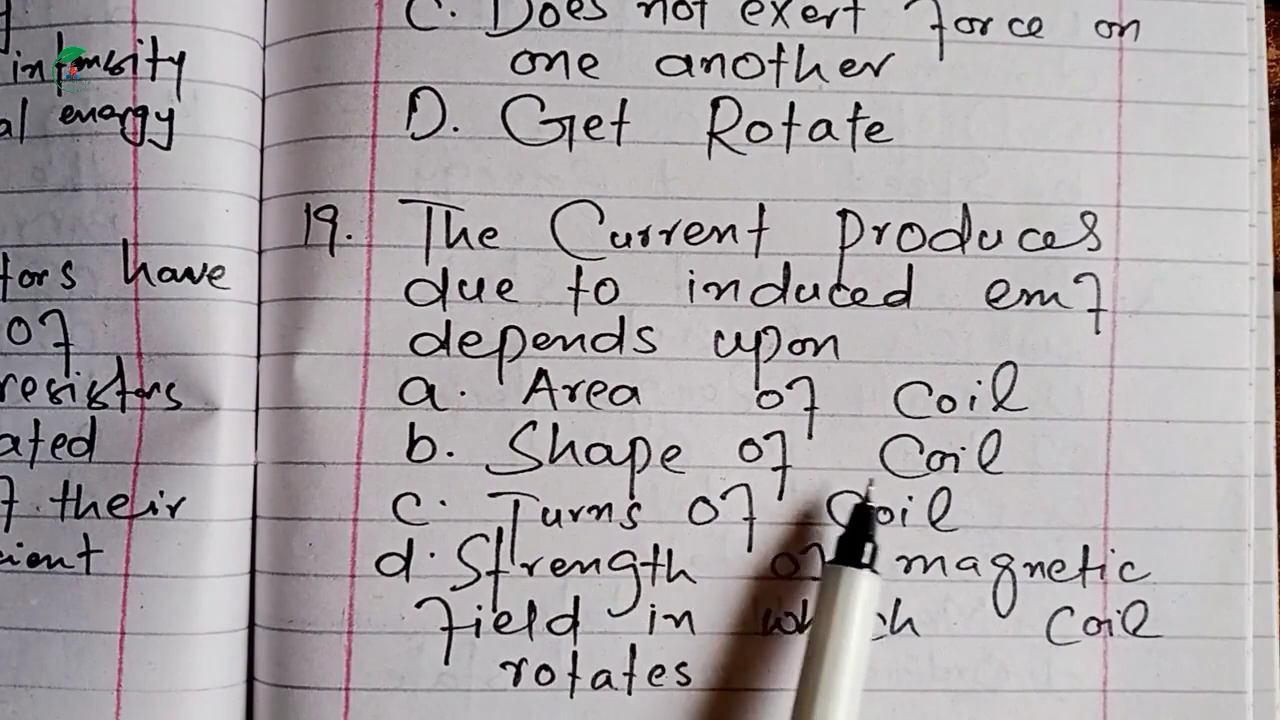 intensity
al energy
tors have
of
resistors
ated
f their
cient
C. Does not exert force on
one another
D. Get Rotate
19. The Current produces
due to induced emf
depends upon
a. Area of Coil
b. Shape of Coil
c. Turns of Coil
d. Strength of magnetic
field in which Coil
rotates